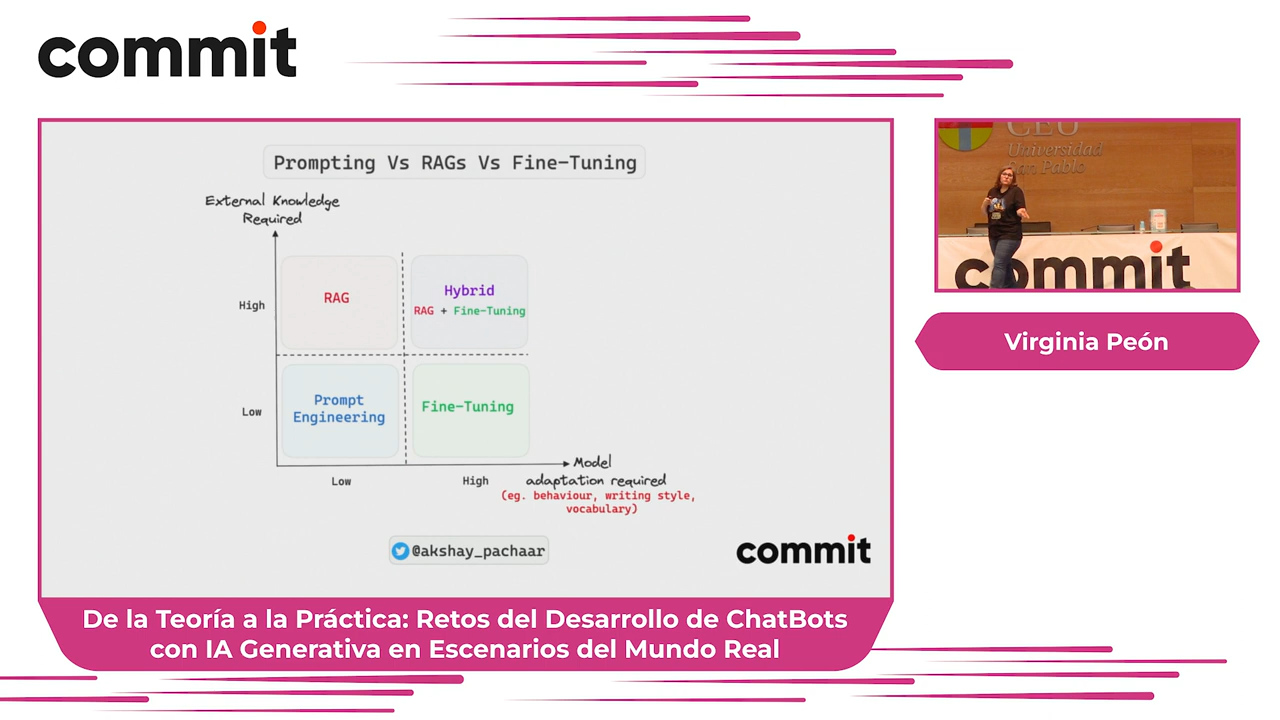 commit
Prompting Vs RAGs Vs Fine-Tuning
External Knowledge
Required
High
RAG
Hybrid
RAG + Fine-Tuning
Low
Prompt
Engineering
Fine-Tuning
Low
High
Model
adaptation required
(eg. behaviour, writing style,
vocabulary)
@akshay_pachaar
commit
De la Teoría a la Práctica: Retos del Desarrollo de ChatBots
con IA Generativa en Escenarios del Mundo Real
CEU
Universidad
San Pablo
commit
Virginia Peón